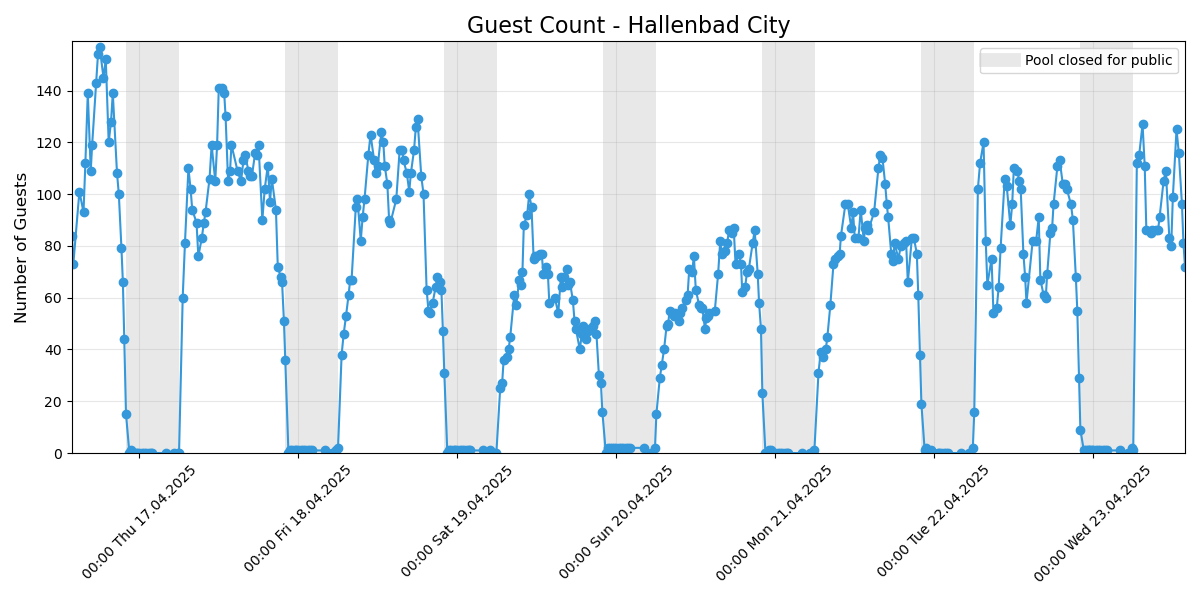 Guest Count - Hallenbad City
Pool closed for public
Number of Guests
140
120
100
80
60
40
20
0
00:00 Thu 17.04.2025
00:00 Fri 18.04.2025
00:00 Sat 19.04.2025
00:00 Sun 20.04.2025
00:00 Mon 21.04.2025
00:00 Tue 22.04.2025
00:00 Wed 23.04.2025